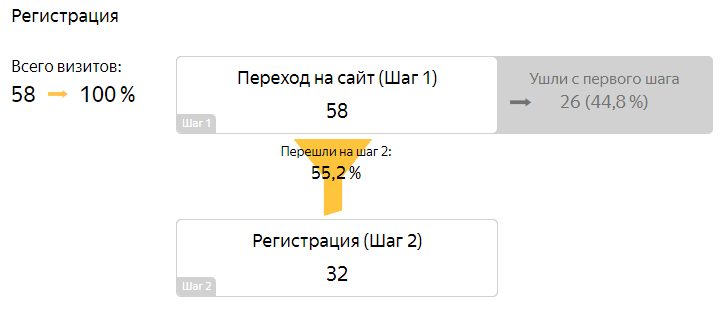 Регистрация
Всего визитов:
58 → 100 %
Переход на сайт (Шаг 1)
58
Шаг 1
Ушли с первого шага
→ 26 (44,8 %)
Перешли на шаг 2:
55,2 %
Регистрация (Шаг 2)
32
Шаг 2